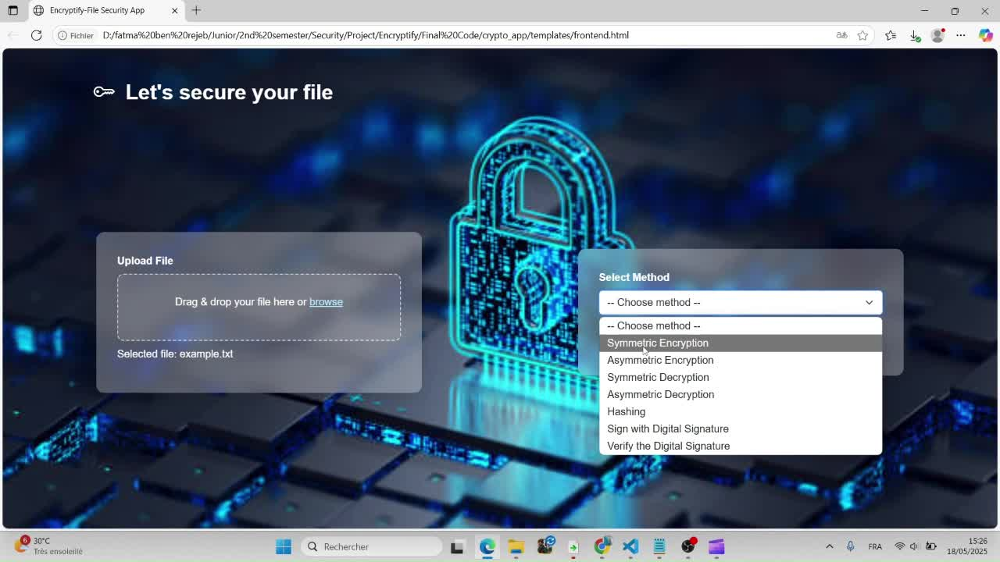 Encryptify-File Security App
Fichier
D:/fatma%20ben%20rejeb/Junior/2nd%20semester/Security/Project/Encryptify/Final%20Code/crypto_app/templates/frontend.html
Let's secure your file
Upload File
Drag & drop your file here or browse
Selected file: example.txt
Select Method
-- Choose method --
-- Choose method --
Symmetric Encryption
Asymmetric Encryption
Symmetric Decryption
Asymmetric Decryption
Hashing
Sign with Digital Signature
Verify the Digital Signature
6
30°C
Très ensoleillé
Rechercher
FRA
15:26
18/05/2025